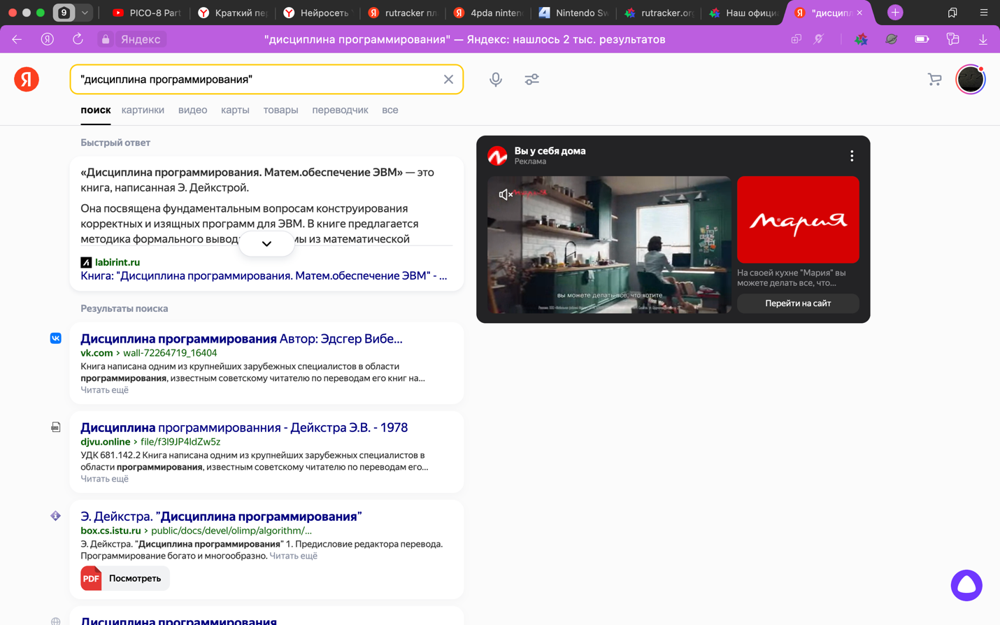 9
PICO-8 Part
Краткий пер
Нейросеть
rutracker пл
4pda ninten
Nintendo Sw
rutracker.org
Наш официа
"дисципл
Яндекс
"дисциплина программирования" — Яндекс: нашлось 2 тыс. результатов
"дисциплина программирования"
поиск картинки видео карты товары переводчик все
Быстрый ответ
«Дисциплина программирования. Матем.обеспечение ЭВМ» — это
книга, написанная Э. Дейкстрой.
Она посвящена фундаментальным вопросам конструирования
корректных и изящных программ для ЭВМ. В книге предлагается
методика формального вывод мы из математической
labirint.ru
Книга: "Дисциплина программирования. Матем.обеспечение ЭВМ" - ...
Результаты поиска
Дисциплина программирования Автор: Эдсгер Вибе...
vk.com › wall-72264719_16404
Книга написана одним из крупнейших зарубежных специалистов в области
программирования, известным советскому читателю по переводам его книг на...
Читать ещё
Дисциплина программированния - Дейкстра Э.В. - 1978
djvu.online › file/f3l9JP4ldZw5z
УДК 681.142.2 Книга написана одним из крупнейших зарубежных специалистов в
области программирования, известным советскому читателю по переводам его...
Читать ещё
Э. Дейкстра. "Дисциплина программирования"
box.cs.istu.ru › public/docs/devel/olimp/algorithm/...
Э. Дейкстра. "Дисциплина программирования" 1. Предисловие редактора перевода.
Программирование богато и многообразно. Читать ещё
PDF Посмотреть
Дисциплина программирования
Вы у себя дома
Реклама
Мария
вы можете делать все, что хотите
Мария
На своей кухне "Мария" вы
можете делать все, что...
Перейти на сайт